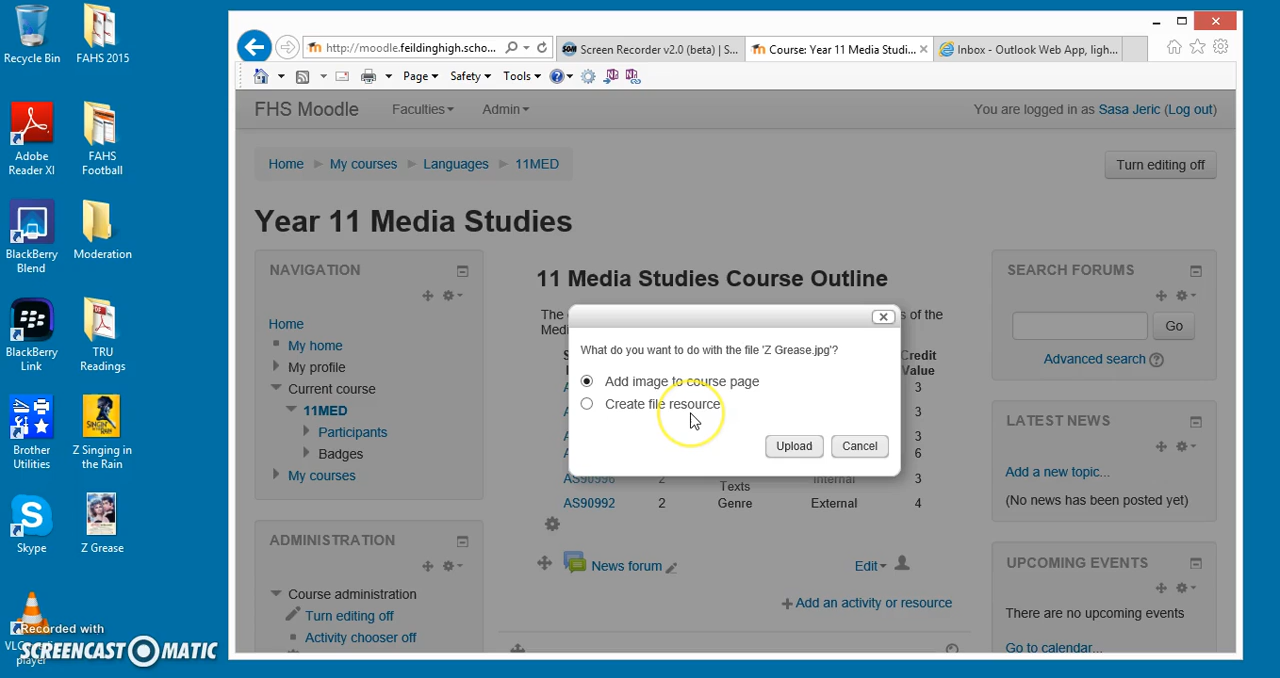 Recycle Bin
FAHS 2015
Adobe
Reader XI
FAHS
Football
BlackBerry
Blend
Moderation
BlackBerry
Link
TRU
Readings
Brother
Utilities
Z Singing in
the Rain
Skype
Z Grease
player
Recorded with
SCREENCAST MATIC
http://moodle.feildinghigh.scho...
Screen Recorder v2.0 (beta) | S...
Course: Year 11 Media Studi...
Inbox - Outlook Web App, ligh...
Page
Safety
Tools
FHS Moodle
Faculties
Admin
You are logged in as Sasa Jeric (Log out)
Home
My courses
Languages
11MED
Turn editing off
Year 11 Media Studies
NAVIGATION
Home
My home
My profile
Current course
11MED
Participants
Badges
My courses
ADMINISTRATION
Course administration
Turn editing off
Activity chooser off
11 Media Studies Course Outline
The
s of the
Medi
Credit
Value
3
3
3
6
AS90996 2 Texts Internal 3
AS90992 2 Genre External 4
What do you want to do with the file 'Z Grease.jpg'?
Add image to course page
Create file resource
Upload
Cancel
News forum
Edit
Add an activity or resource
SEARCH FORUMS
Go
Advanced search
LATEST NEWS
Add a new topic...
(No news has been posted yet)
UPCOMING EVENTS
There are no upcoming events
Go to calendar...